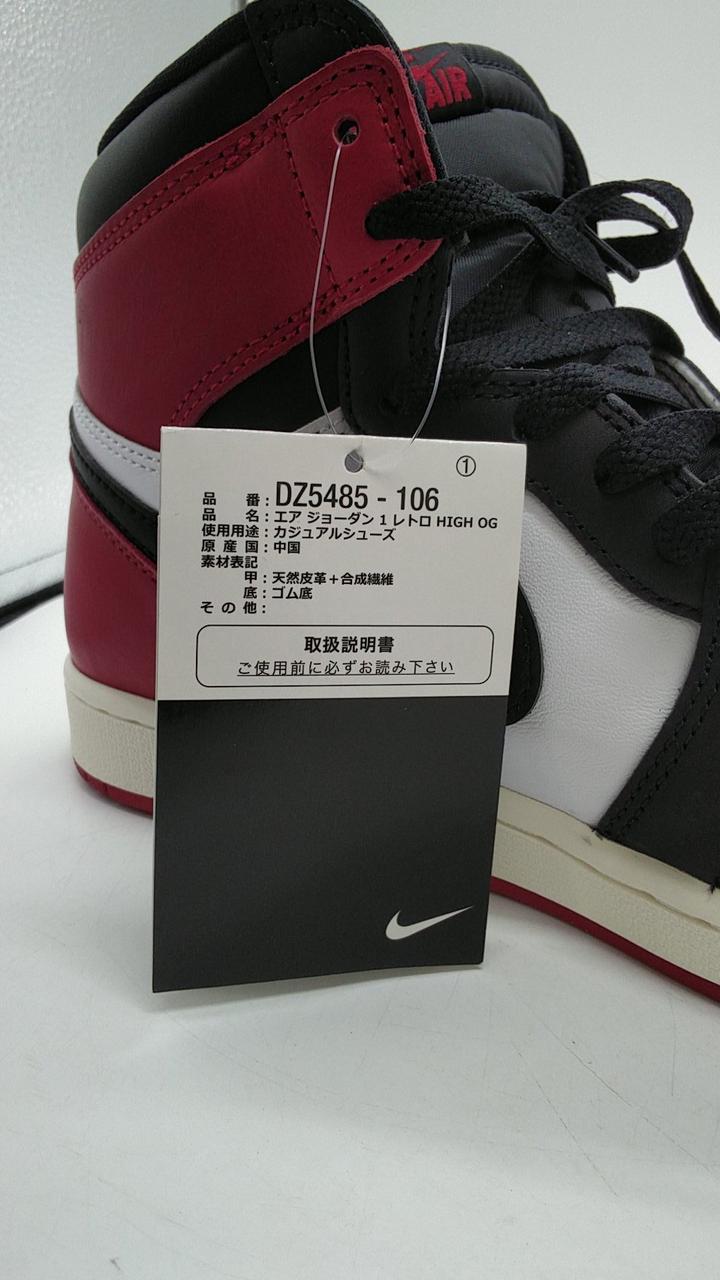 AIR
①
品 番：DZ5485 - 106
品 名：エア ジョーダン 1 レトロ HIGH OG
使用用途：カジュアルシューズ
原 産 国：中国
素材表記
甲：天然皮革＋合成繊維
底：ゴム底
そ の 他：
取扱説明書
ご使用前に必ずお読み下さい